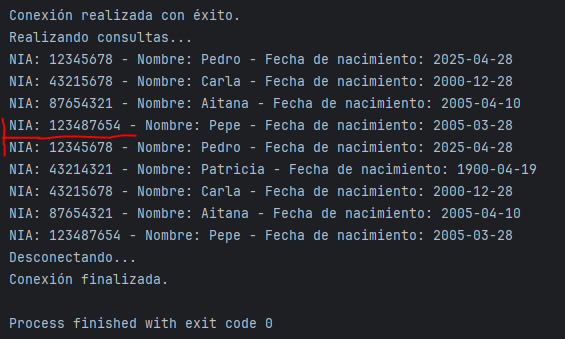 Conexión realizada con éxito.
Realizando consultas...
NIA: 12345678 - Nombre: Pedro - Fecha de nacimiento: 2025-04-28
NIA: 43215678 - Nombre: Carla - Fecha de nacimiento: 2000-12-28
NIA: 87654321 - Nombre: Aitana - Fecha de nacimiento: 2005-04-10
NIA: 123487654 - Nombre: Pepe - Fecha de nacimiento: 2005-03-28
NIA: 12345678 - Nombre: Pedro - Fecha de nacimiento: 2025-04-28
NIA: 43214321 - Nombre: Patricia - Fecha de nacimiento: 1900-04-19
NIA: 43215678 - Nombre: Carla - Fecha de nacimiento: 2000-12-28
NIA: 87654321 - Nombre: Aitana - Fecha de nacimiento: 2005-04-10
NIA: 123487654 - Nombre: Pepe - Fecha de nacimiento: 2005-03-28
Desconectando...
Conexión finalizada.
Process finished with exit code 0